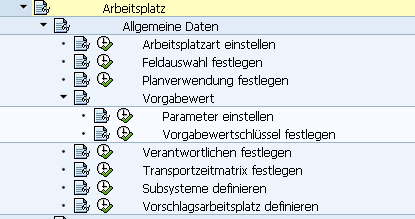 Arbeitsplatz
Allgemeine Daten
Arbeitsplatzart einstellen
Feldauswahl festlegen
Planverwendung festlegen
Vorgabewert
Parameter einstellen
Vorgabewertschlüssel festlegen
Verantwortlichen festlegen
Transportzeitmatrix festlegen
Subsysteme definieren
Vorschlagsarbeitsplatz definieren